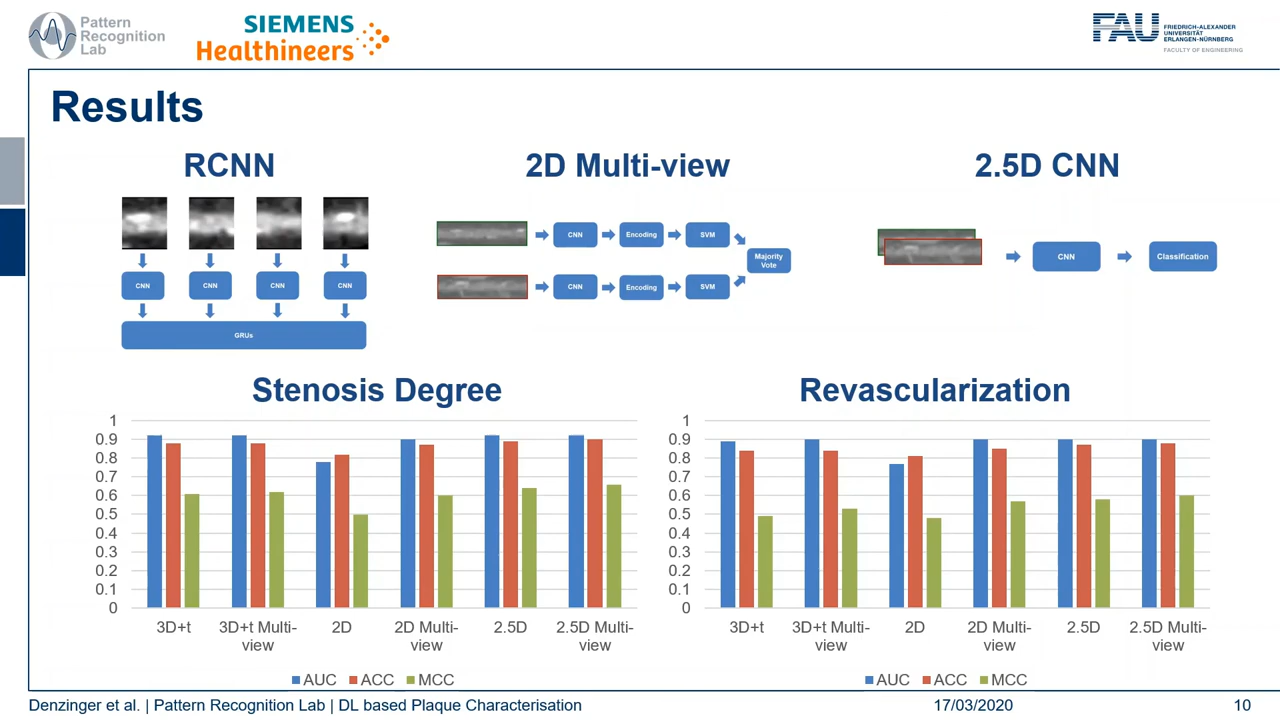 Pattern
Recognition
Lab
SIEMENS
Healthineers
FAU
FRIEDRICH-ALEXANDER
UNIVERSITÄT
ERLANGEN-NÜRNBERG
FACULTY OF ENGINEERING
Results
RCNN
CNN CNN CNN CNN
GRUs
2D Multi-view
CNN Encoding SVM
Majority
Vote
CNN Encoding SVM
2.5D CNN
CNN Classification
Stenosis Degree
1
0.9
0.8
0.7
0.6
0.5
0.4
0.3
0.2
0.1
0
3D+t 3D+t Multi- 2D 2D Multi- 2.5D 2.5D Multi-
view view view
AUC ACC MCC
Revascularization
1
0.9
0.8
0.7
0.6
0.5
0.4
0.3
0.2
0.1
0
3D+t 3D+t Multi- 2D 2D Multi- 2.5D 2.5D Multi-
view view view
AUC ACC MCC
Denzinger et al. | Pattern Recognition Lab | DL based Plaque Characterisation 17/03/2020 10